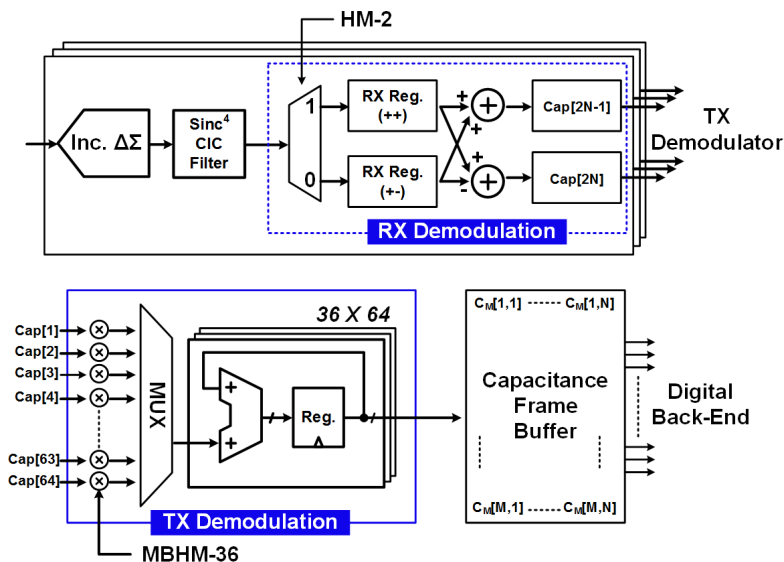 HM-2
Inc. ΔΣ
Sinc⁴
CIC
Filter
1
0
RX Reg.
(++)
RX Reg.
(+-)
+
+
+
-
+
+
Cap[2N-1]
Cap[2N]
TX
Demodulator
RX Demodulation
Cap[1]
Cap[2]
Cap[3]
Cap[4]
Cap[63]
Cap[64]
MUX
36 X 64
+
+
Reg.
TX Demodulation
MBHM-36
CM[1,1] CM[1,N]
Capacitance
Frame
Buffer
CM[M,1] CM[M,N]
Digital
Back-End